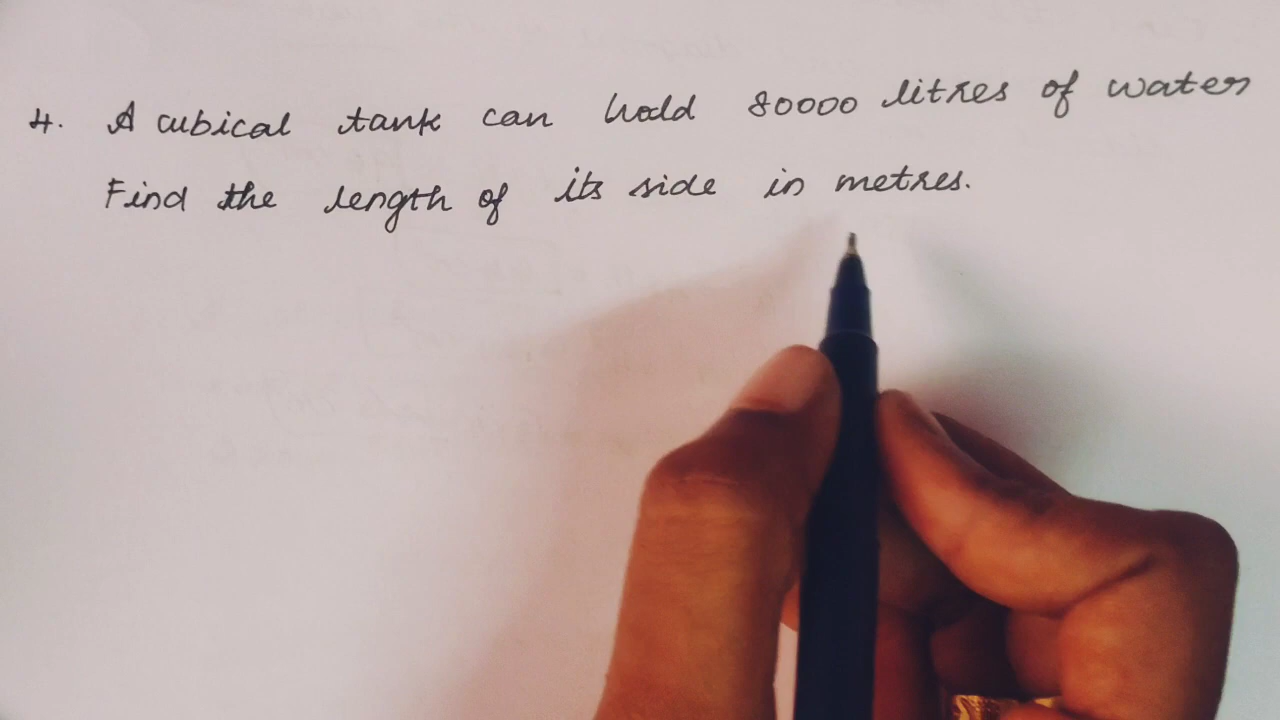 4. A cubical tank can hold 80000 litres of water
Find the length of its side in metres.